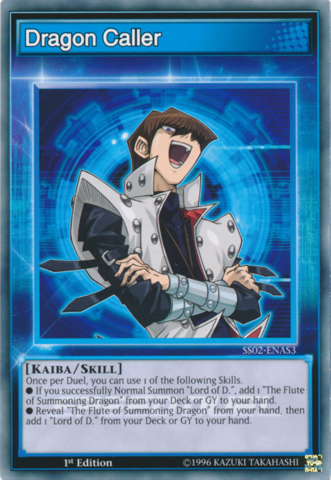 Dragon Caller
SS02-ENAS3
[KAIBA/SKILL]
Once per Duel, you can use 1 of the following Skills.
● If you successfully Normal Summon "Lord of D.", add 1 "The Flute
of Summoning Dragon" from your Deck or GY to your hand.
● Reveal "The Flute of Summoning Dragon" from your hand, then
add 1 "Lord of D." from your Deck or GY to your hand.
1st Edition
©1996 KAZUKI TAKAHASHI